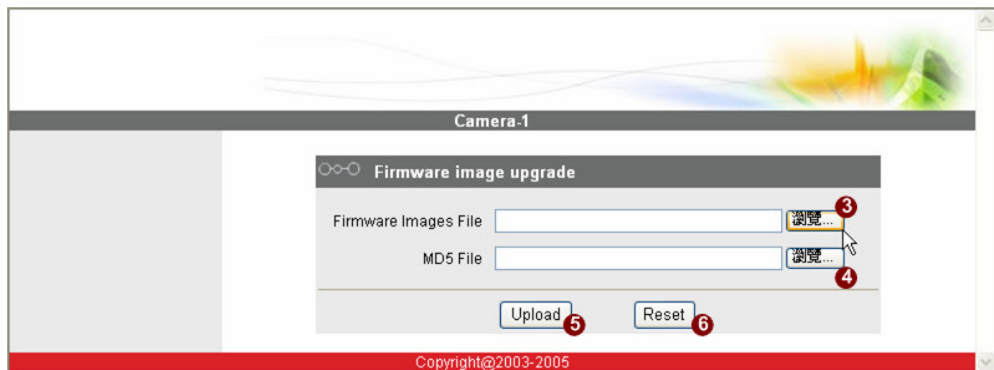 Camera-1
Firmware image upgrade
Firmware Images File 瀏覽... 3
MD5 File 瀏覽... 4
Upload 5 Reset 6
Copyright@2003-2005